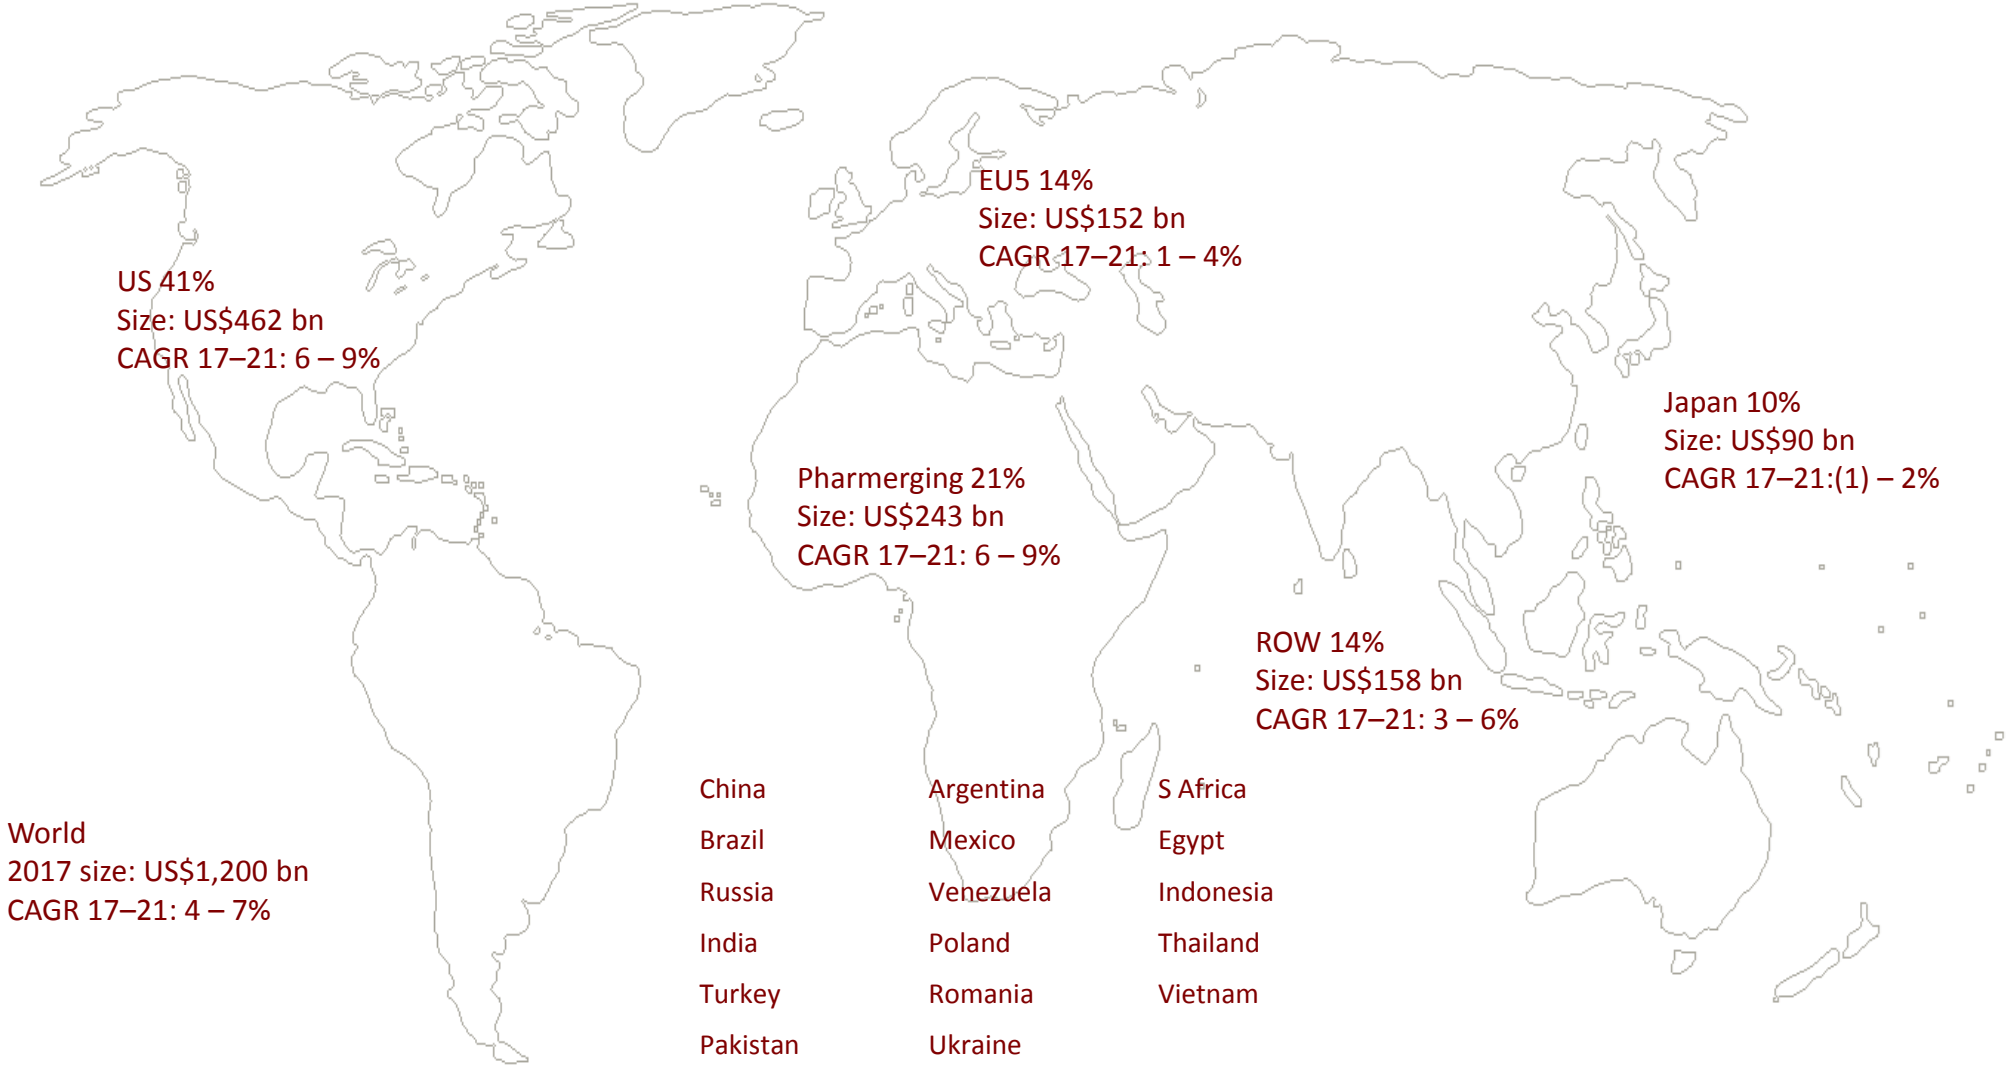 EU5 14%
Size: US$152 bn
CAGR 17–21: 1 – 4%
US 41%
Size: US$462 bn
CAGR 17–21: 6 – 9%
Japan 10%
Size: US$90 bn
CAGR 17–21:(1) – 2%
Pharmerging 21%
Size: US$243 bn
CAGR 17–21: 6 – 9%
ROW 14%
Size: US$158 bn
CAGR 17–21: 3 – 6%
World
2017 size: US$1,200 bn
CAGR 17–21: 4 – 7%
China Argentina S Africa
Brazil Mexico Egypt
Russia Venezuela Indonesia
India Poland Thailand
Turkey Romania Vietnam
Pakistan Ukraine